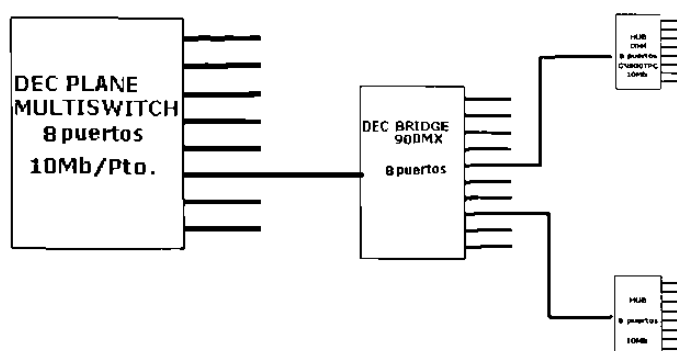 DEC PLANE
MULTISWITCH
8 puertos
10Mb/Pto.
DEC BRIDGE
90DMX
8 puertos
HUB
8 puertos
10Mb
HUB
8 puertos
10Mb